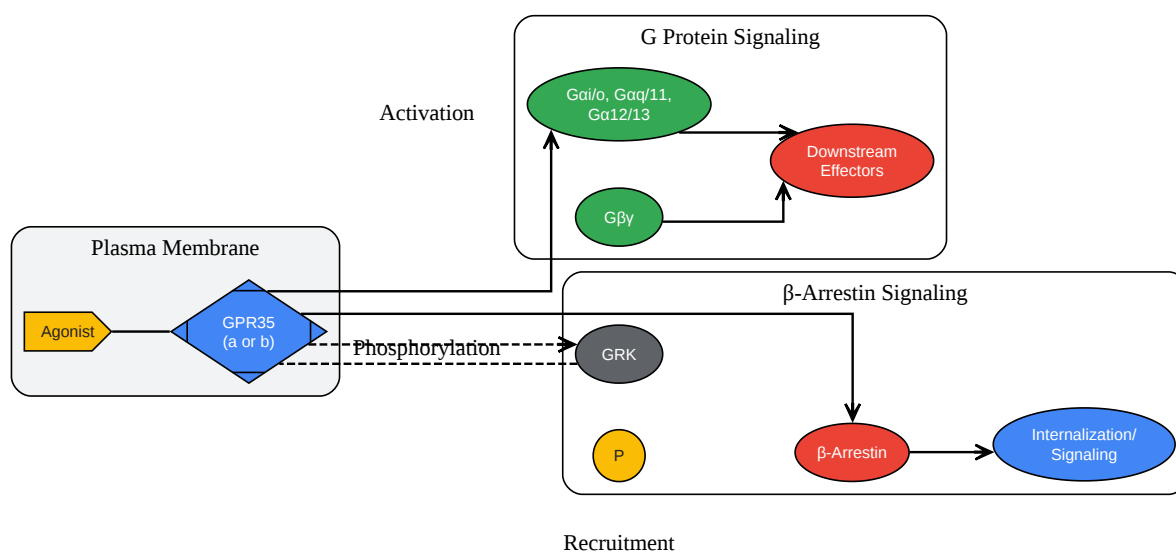 G Protein Signaling
Gαi/o, Gαq/11,
Gα12/13
Activation
Downstream
Effectors
Gβγ
Plasma Membrane
β-Arrestin Signaling
Agonist
GPR35
(a or b)
Phosphorylation
GRK
P
β-Arrestin
Internalization/
Signaling
Recruitment